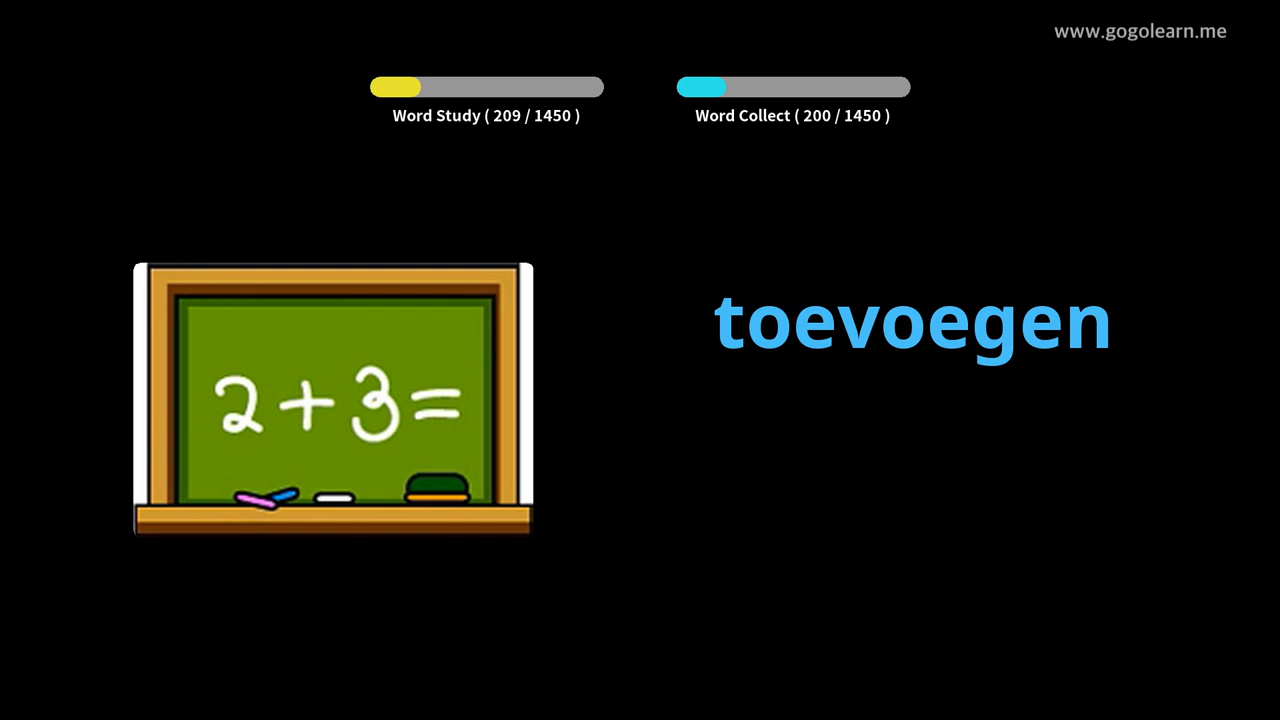 www.gogolearn.me
Word Study ( 209 / 1450 )
Word Collect ( 200 / 1450 )
toevoegen
2 + 3 =